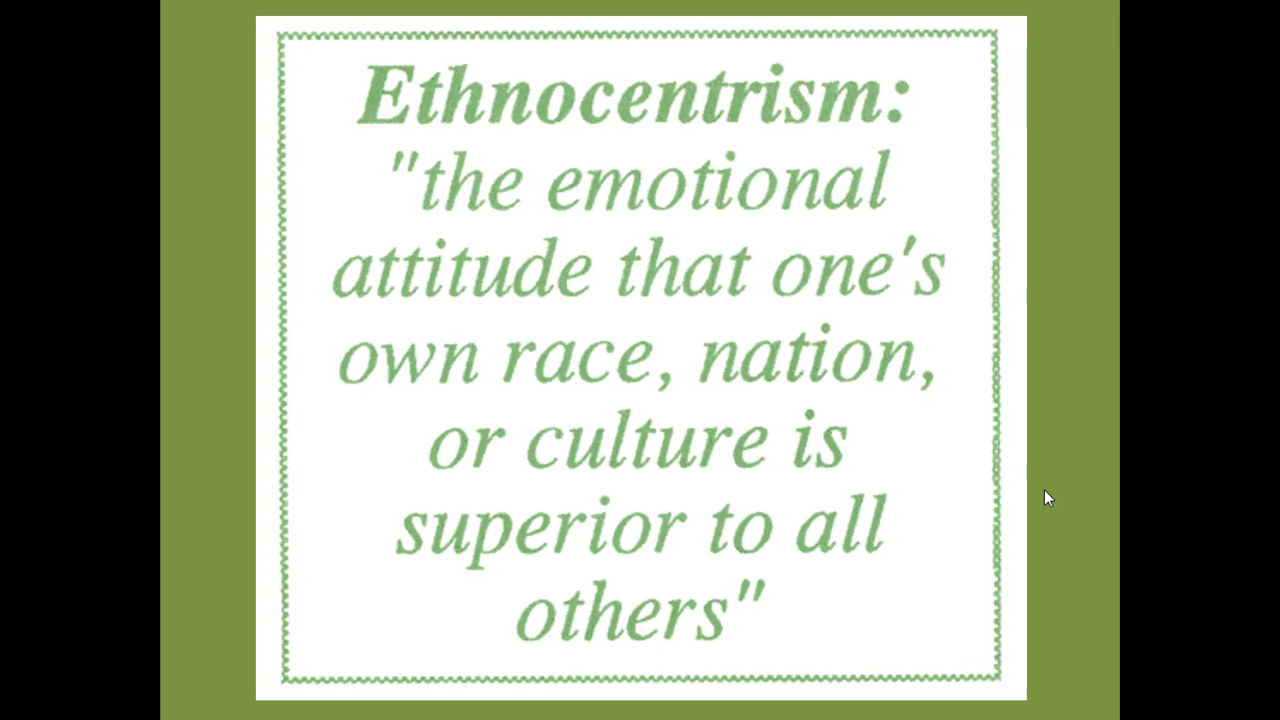 Ethnocentrism:
"the emotional
attitude that one's
own race, nation,
or culture is
superior to all
others"